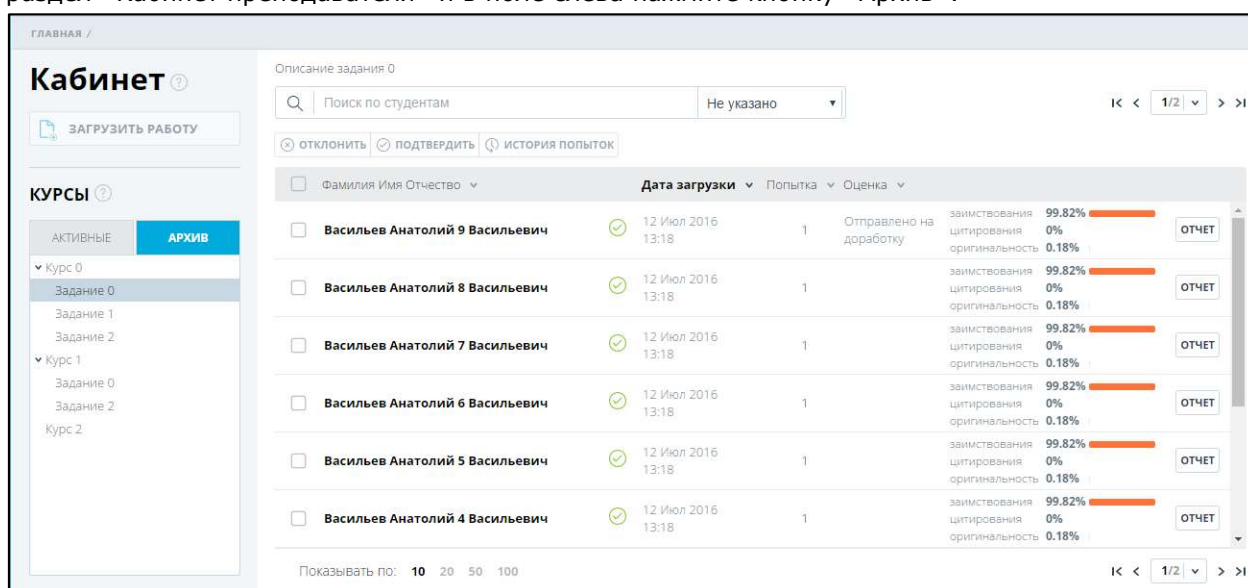 раздел "Кабинет преподавателя" и в поле слева нажмите кнопку "Архив".
ГЛАВНАЯ /
Кабинет
ЗАГРУЗИТЬ РАБОТУ
КУРСЫ
АКТИВНЫЕ АРХИВ
Курс 0
Задание 0
Задание 1
Задание 2
Курс 1
Задание 0
Задание 2
Курс 2
Описание задания 0
Поиск по студентам Не указано 1/2
ОТКЛОНИТЬ ПОДТВЕРДИТЬ ИСТОРИЯ ПОПЫТОК
Фамилия Имя Отчество Дата загрузки Попытка Оценка
Васильев Анатолий 9 Васильевич 12 Июл 2016 13:18 1 Отправлено на доработку заимствования 99.82% цитирования 0% оригинальность 0.18% ОТЧЕТ
Васильев Анатолий 8 Васильевич 12 Июл 2016 13:18 1 заимствования 99.82% цитирования 0% оригинальность 0.18% ОТЧЕТ
Васильев Анатолий 7 Васильевич 12 Июл 2016 13:18 1 заимствования 99.82% цитирования 0% оригинальность 0.18% ОТЧЕТ
Васильев Анатолий 6 Васильевич 12 Июл 2016 13:18 1 заимствования 99.82% цитирования 0% оригинальность 0.18% ОТЧЕТ
Васильев Анатолий 5 Васильевич 12 Июл 2016 13:18 1 заимствования 99.82% цитирования 0% оригинальность 0.18% ОТЧЕТ
Васильев Анатолий 4 Васильевич 12 Июл 2016 13:18 1 заимствования 99.82% цитирования 0% оригинальность 0.18% ОТЧЕТ
Показывать по: 10 20 50 100 1/2